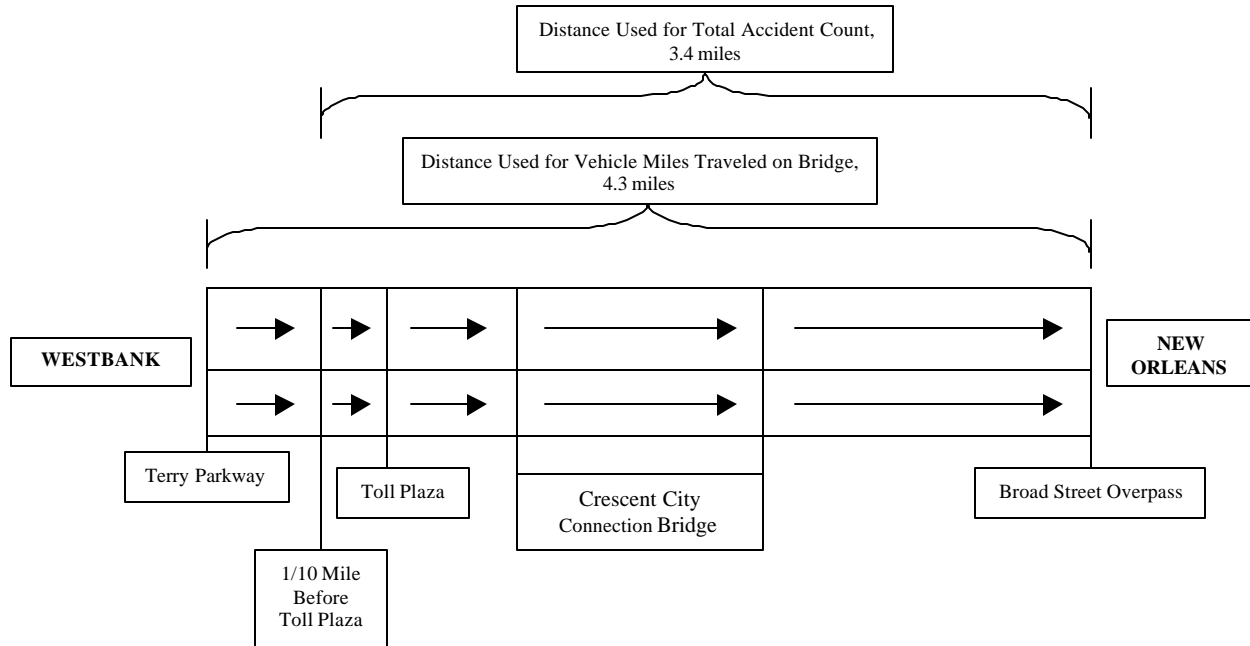 Distance Used for Total Accident Count,
3.4 miles
Distance Used for Vehicle Miles Traveled on Bridge,
4.3 miles
WESTBANK
NEW
ORLEANS
Terry Parkway
Toll Plaza
Crescent City
Connection Bridge
Broad Street Overpass
1/10 Mile
Before
Toll Plaza